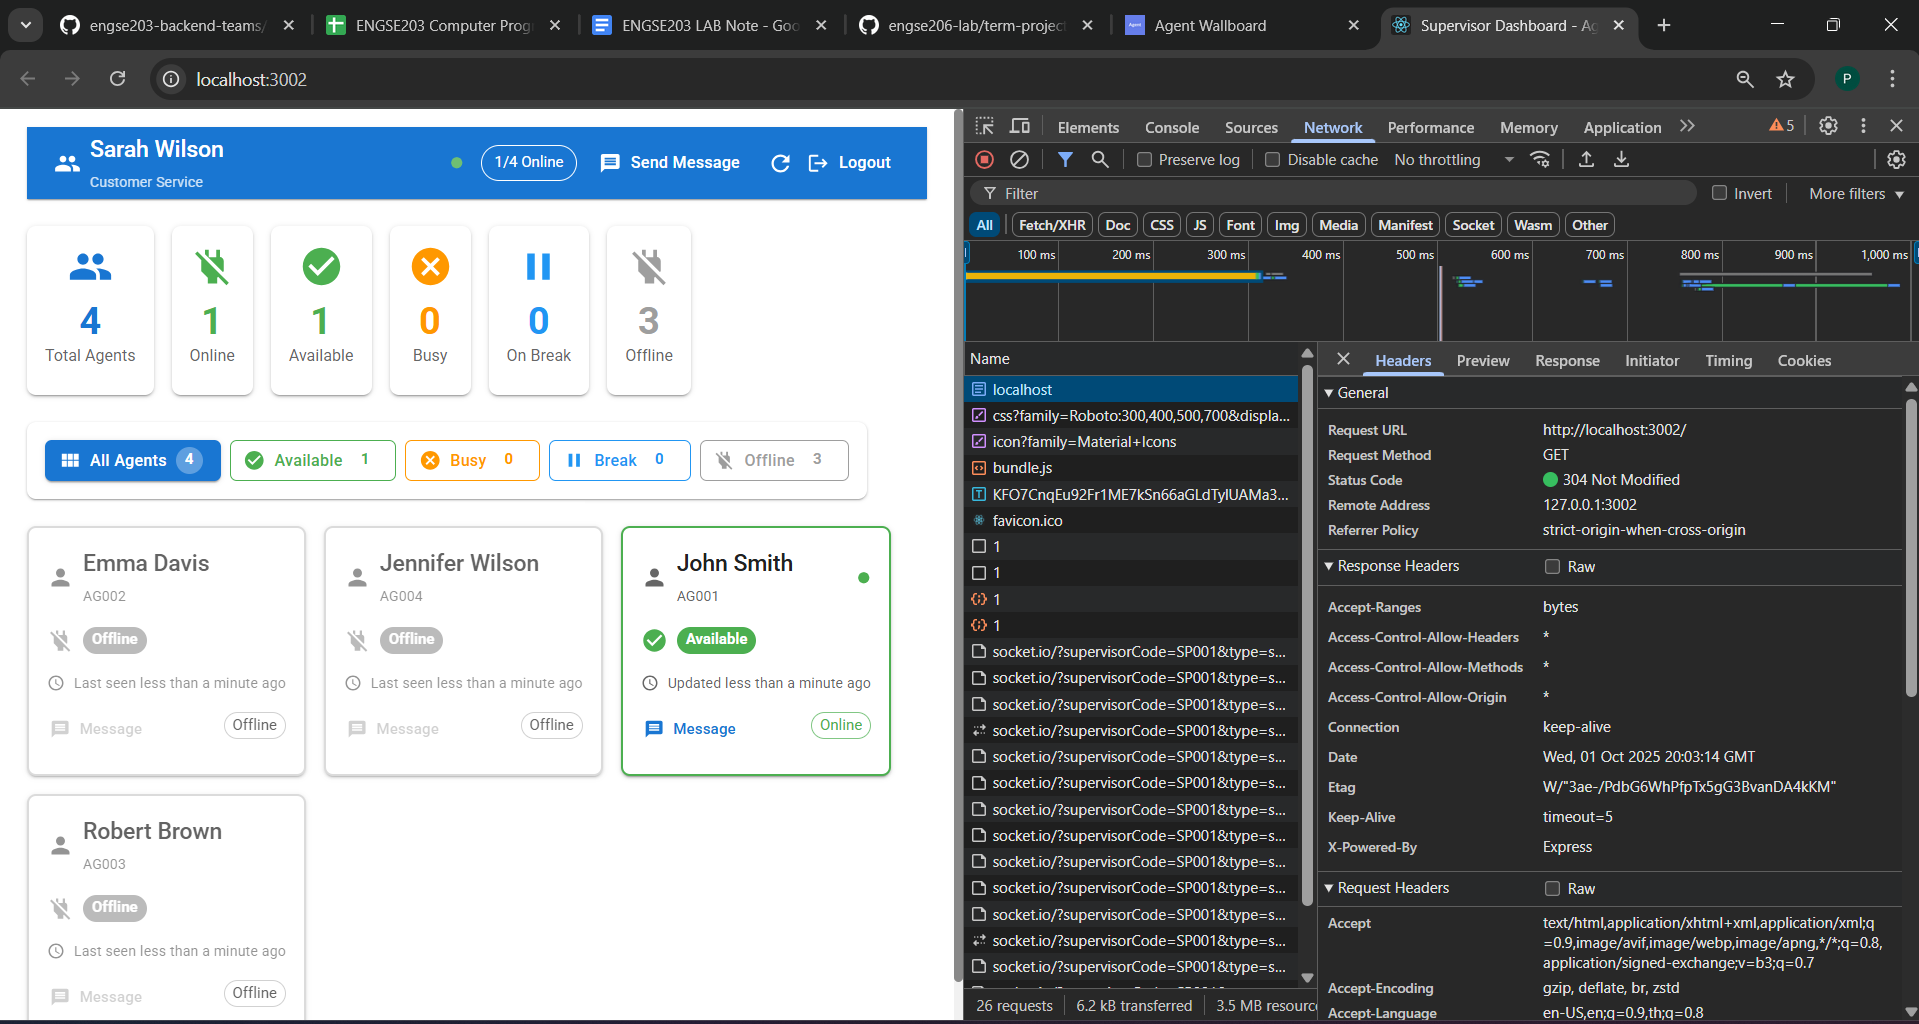 engse203-backend-teams/
ENGSE203 Computer Prog
ENGSE203 LAB Note - Goo
engse206-lab/term-project
Agent Wallboard
Supervisor Dashboard - Ag
localhost:3002
P
Sarah Wilson
Customer Service
1/4 Online
Send Message
Logout
4
Total Agents
1
Online
1
Available
0
Busy
0
On Break
3
Offline
All Agents 4
Available 1
Busy 0
Break 0
Offline 3
Emma Davis
AG002
Offline
Last seen less than a minute ago
Message
Offline
Jennifer Wilson
AG004
Offline
Last seen less than a minute ago
Message
Offline
John Smith
AG001
Available
Updated less than a minute ago
Message
Online
Robert Brown
AG003
Offline
Last seen less than a minute ago
Message
Offline
Elements Console Sources Network Performance Memory Application 5
Preserve log Disable cache No throttling
Filter Invert More filters
All Fetch/XHR Doc CSS JS Font Img Media Manifest Socket Wasm Other
100 ms 200 ms 300 ms 400 ms 500 ms 600 ms 700 ms 800 ms 900 ms 1,000 ms
Name
localhost
css?family=Roboto:300,400,500,700&displa...
icon?family=Material+Icons
bundle.js
KFO7CnqEu92Fr1ME7kSn66aGLdTylUAMa3...
favicon.ico
1
1
1
1
socket.io/?supervisorCode=SP001&type=s...
socket.io/?supervisorCode=SP001&type=s...
socket.io/?supervisorCode=SP001&type=s...
socket.io/?supervisorCode=SP001&type=s...
socket.io/?supervisorCode=SP001&type=s...
socket.io/?supervisorCode=SP001&type=s...
socket.io/?supervisorCode=SP001&type=s...
socket.io/?supervisorCode=SP001&type=s...
socket.io/?supervisorCode=SP001&type=s...
socket.io/?supervisorCode=SP001&type=s...
socket.io/?supervisorCode=SP001&type=s...
socket.io/?supervisorCode=SP001&type=s...
socket.io/?supervisorCode=SP001&type=s...
26 requests 6.2 kB transferred 3.5 MB resourc
Headers Preview Response Initiator Timing Cookies
General
Request URL http://localhost:3002/
Request Method GET
Status Code 304 Not Modified
Remote Address 127.0.0.1:3002
Referrer Policy strict-origin-when-cross-origin
Response Headers Raw
Accept-Ranges bytes
Access-Control-Allow-Headers *
Access-Control-Allow-Methods *
Access-Control-Allow-Origin *
Connection keep-alive
Date Wed, 01 Oct 2025 20:03:14 GMT
Etag W/"3ae-/PdbG6WhPfpTx5gG3BvanDA4kKM"
Keep-Alive timeout=5
X-Powered-By Express
Request Headers Raw
Accept text/html,application/xhtml+xml,application/xml;q
=0.9,image/avif,image/webp,image/apng,*/*;q=0.8,
application/signed-exchange;v=b3;q=0.7
Accept-Encoding gzip, deflate, br, zstd
Accept-Language en-US,en;q=0.9,th;q=0.8